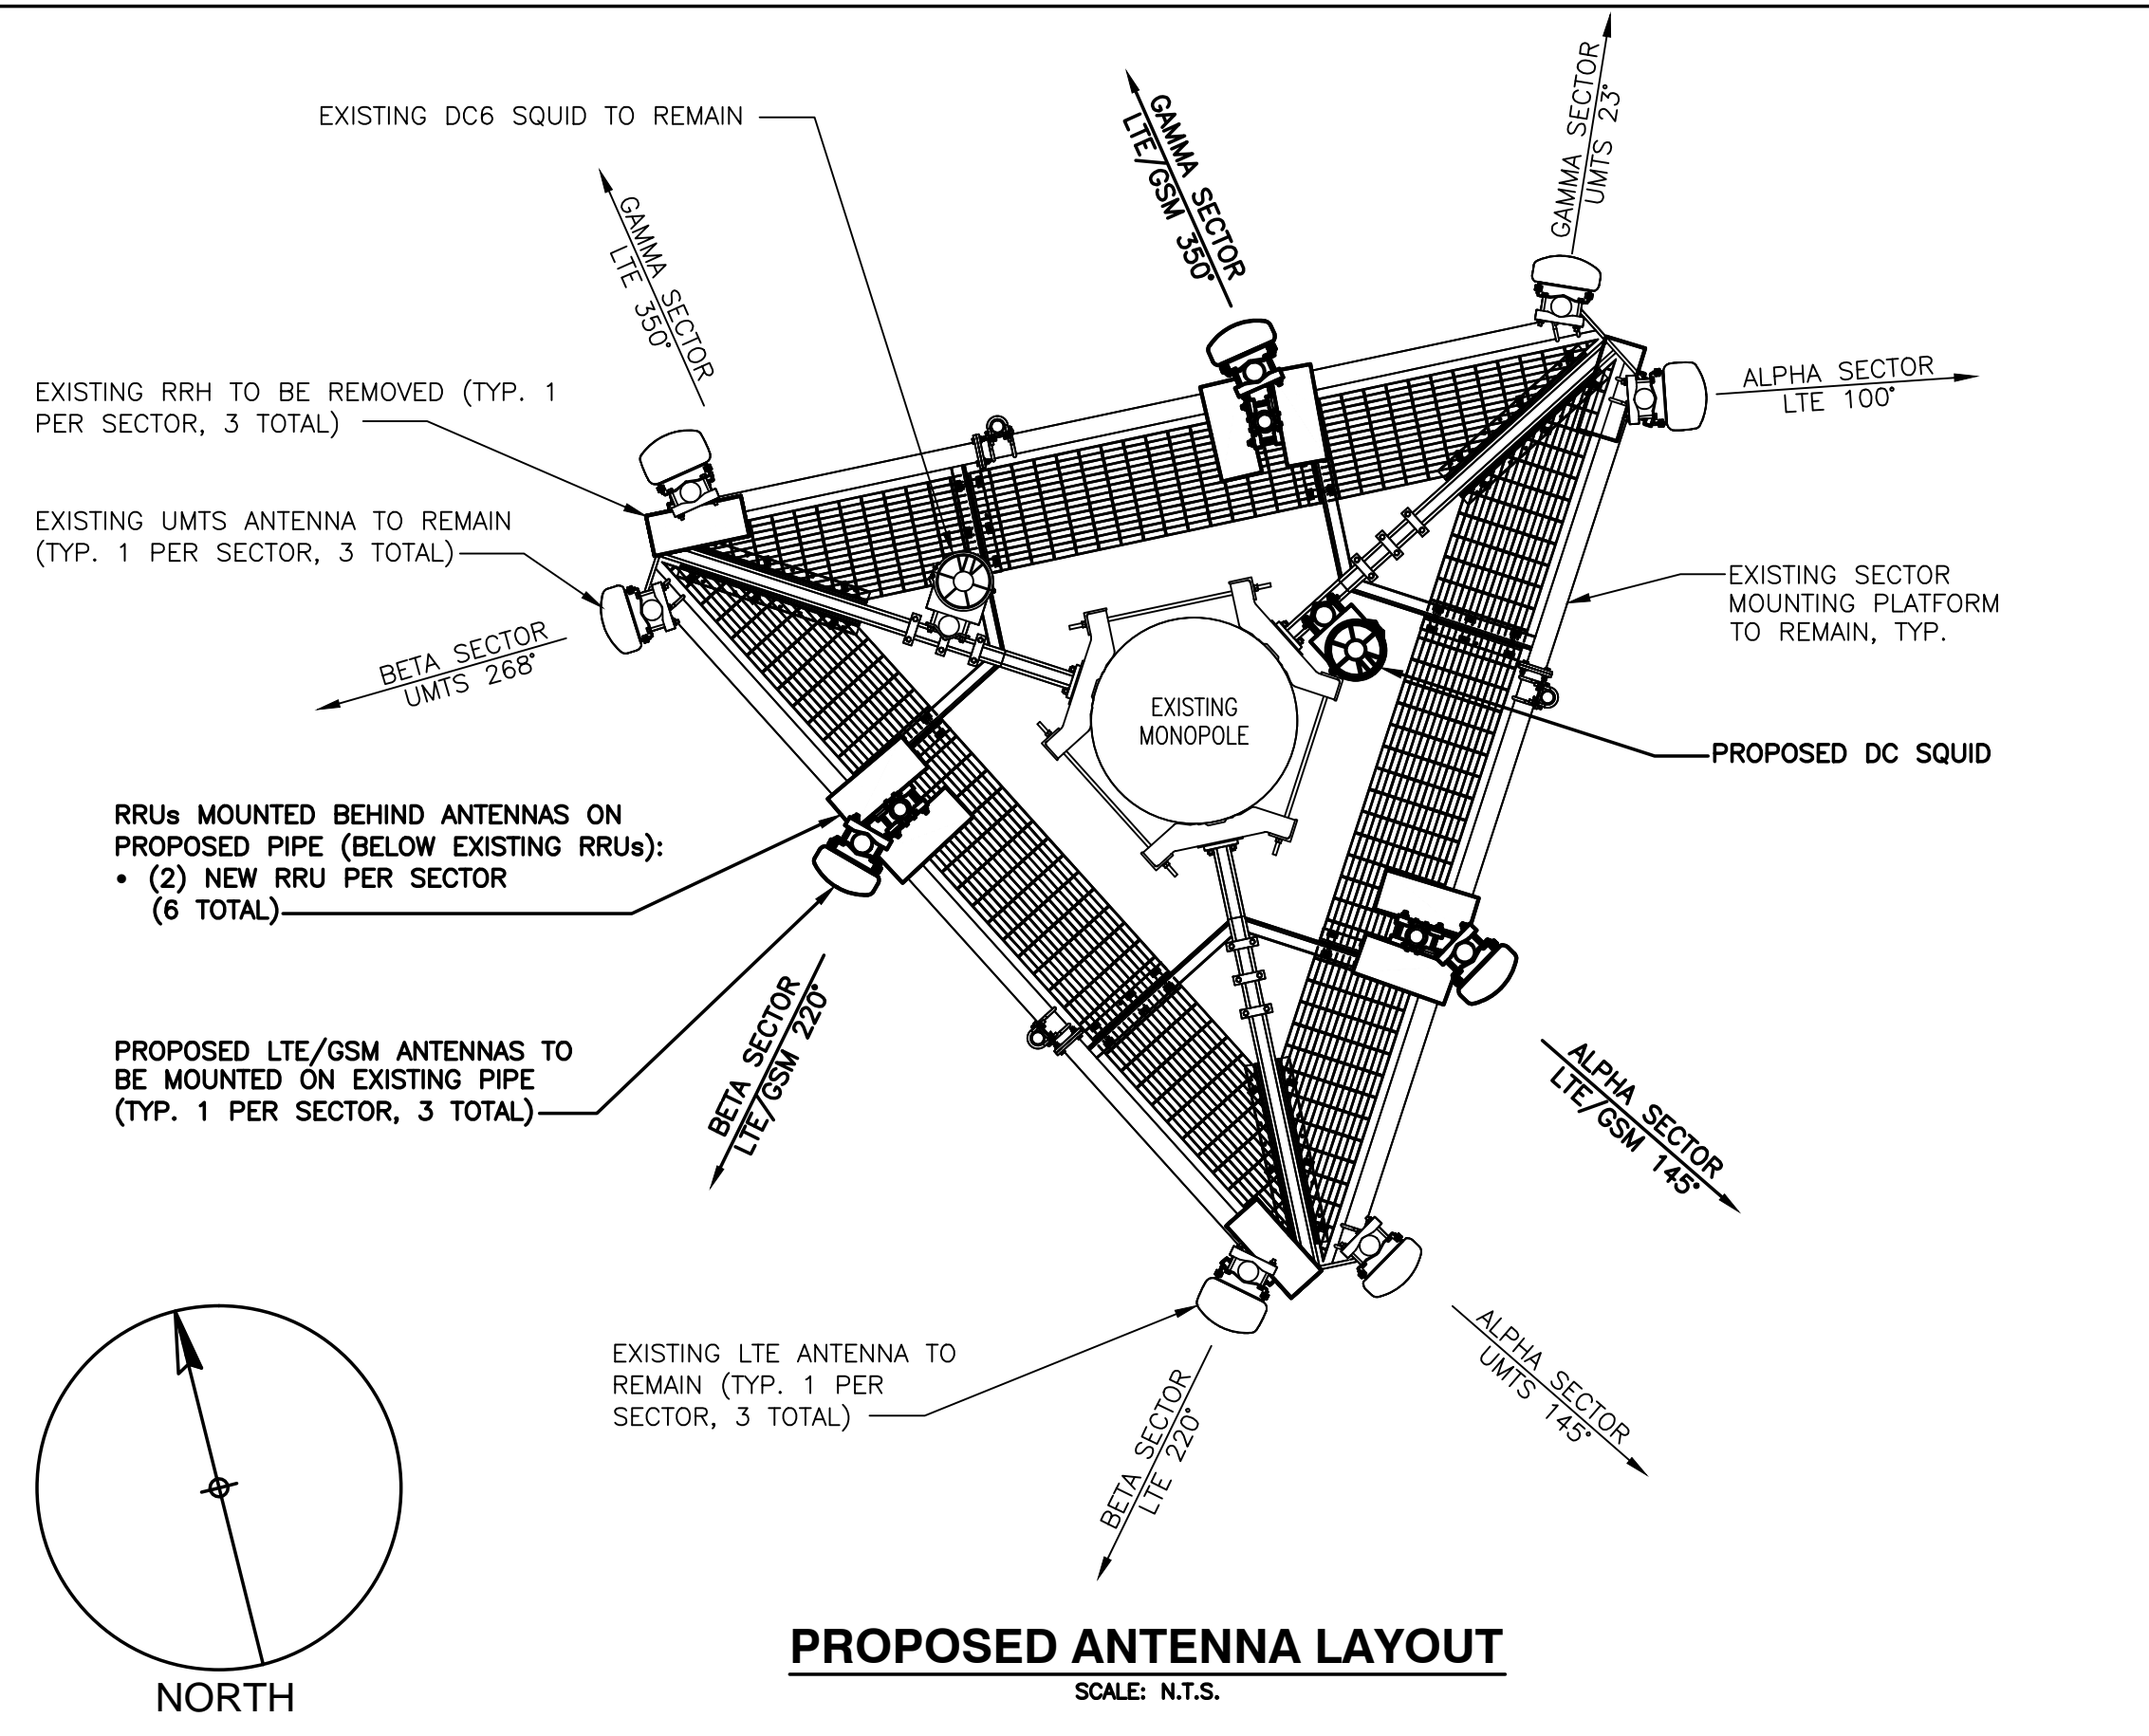 EXISTING DC6 SQUID TO REMAIN
GAMMA SECTOR
LTE 350°
GAMMA SECTOR
LTE/GSM 350°
GAMMA SECTOR
UMTS 23°
ALPHA SECTOR
LTE 100°
EXISTING RRH TO BE REMOVED (TYP. 1
PER SECTOR, 3 TOTAL)
EXISTING UMTS ANTENNA TO REMAIN
(TYP. 1 PER SECTOR, 3 TOTAL)
BETA SECTOR
UMTS 268°
EXISTING SECTOR
MOUNTING PLATFORM
TO REMAIN, TYP.
EXISTING
MONOPOLE
PROPOSED DC SQUID
RRUs MOUNTED BEHIND ANTENNAS ON
PROPOSED PIPE (BELOW EXISTING RRUs):
• (2) NEW RRU PER SECTOR
(6 TOTAL)
PROPOSED LTE/GSM ANTENNAS TO
BE MOUNTED ON EXISTING PIPE
(TYP. 1 PER SECTOR, 3 TOTAL)
BETA SECTOR
LTE/GSM 220°
ALPHA SECTOR
LTE/GSM 145°
EXISTING LTE ANTENNA TO
REMAIN (TYP. 1 PER
SECTOR, 3 TOTAL)
BETA SECTOR
LTE 220°
ALPHA SECTOR
UMTS 145°
NORTH
PROPOSED ANTENNA LAYOUT
SCALE: N.T.S.